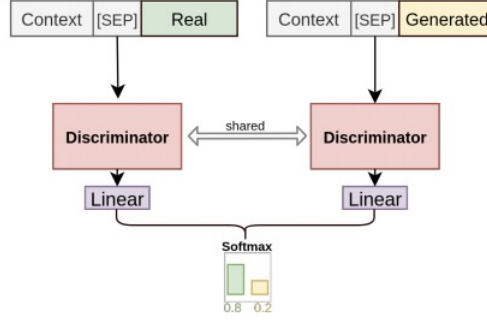 Context [SEP] Real
Context [SEP] Generated
Discriminator
shared
Discriminator
Linear
Linear
Softmax
0.8 0.2